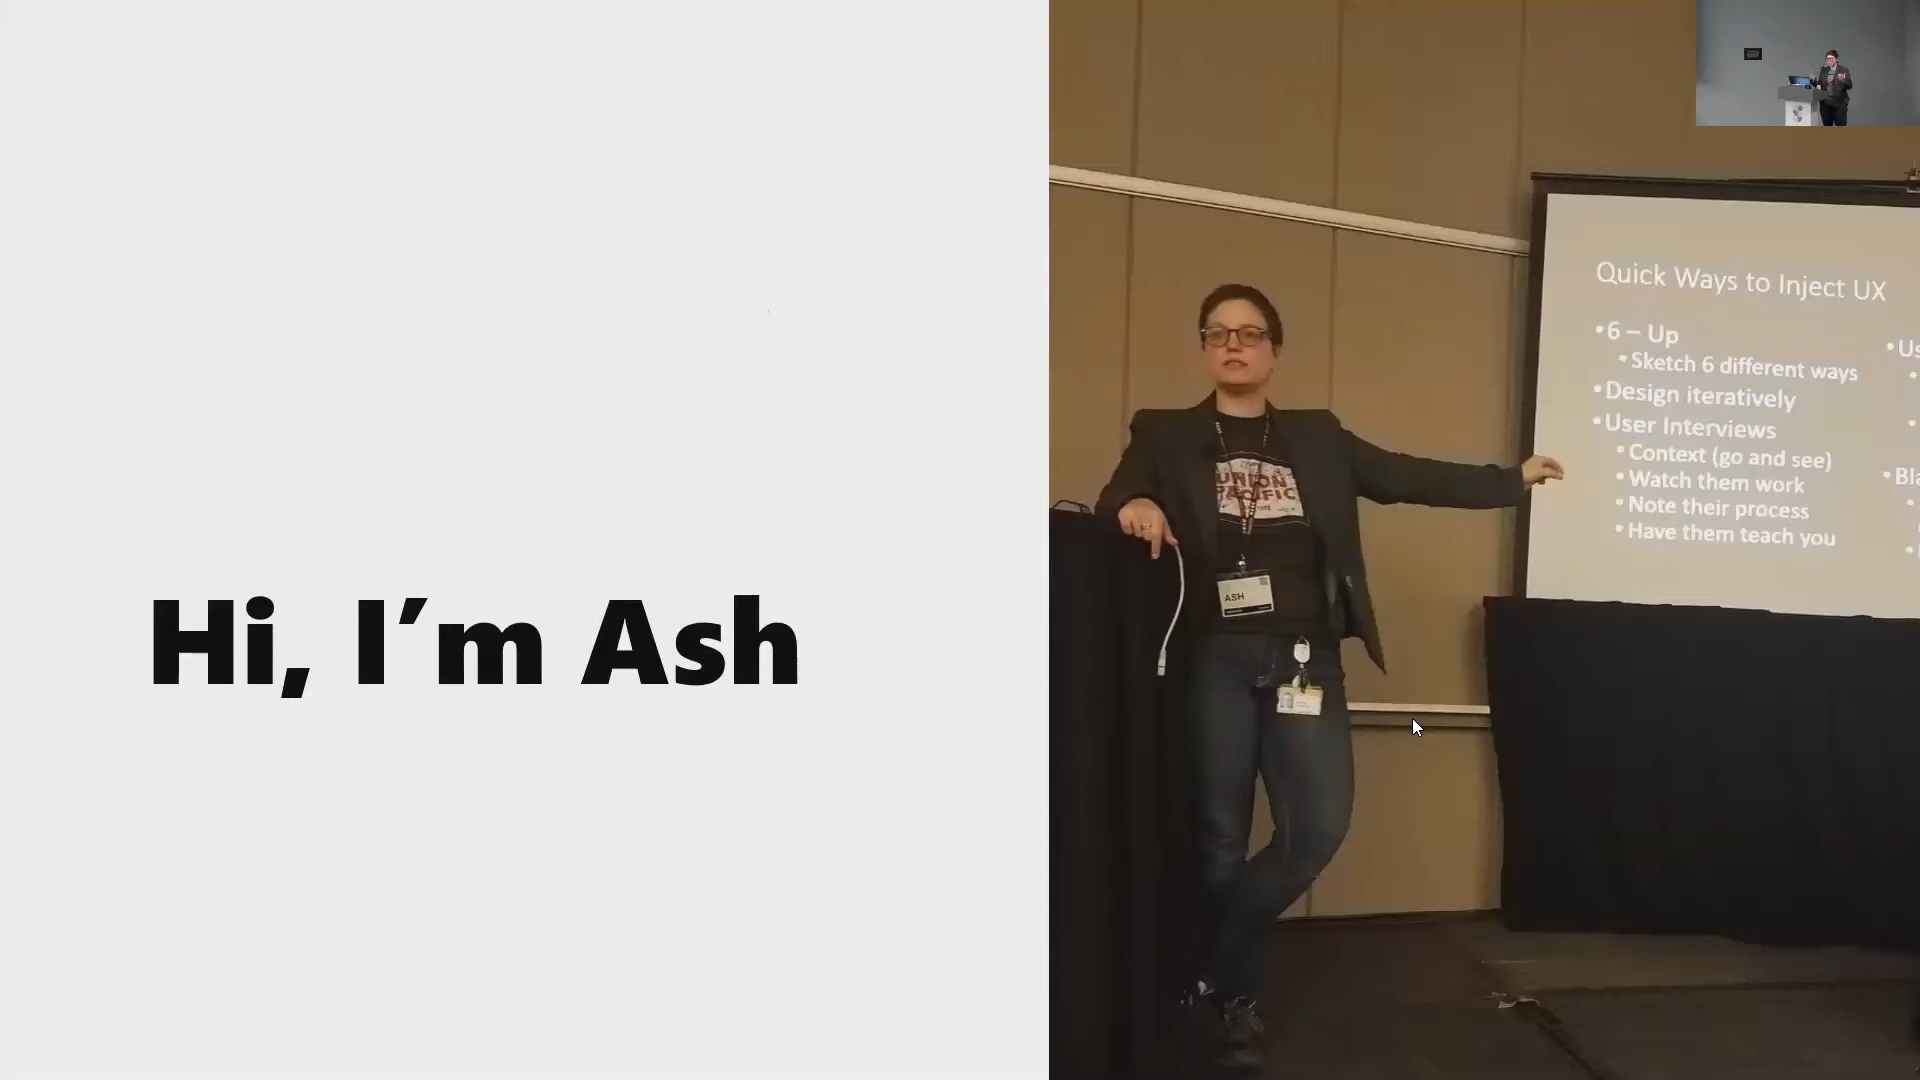 Hi, I’m Ash
Quick Ways to Inject UX
•6 – Up
•Sketch 6 different ways
•Design iteratively
•User Interviews
•Context (go and see)
•Watch them work
•Note their process
•Have them teach you
UNION
PACIFIC
ASH